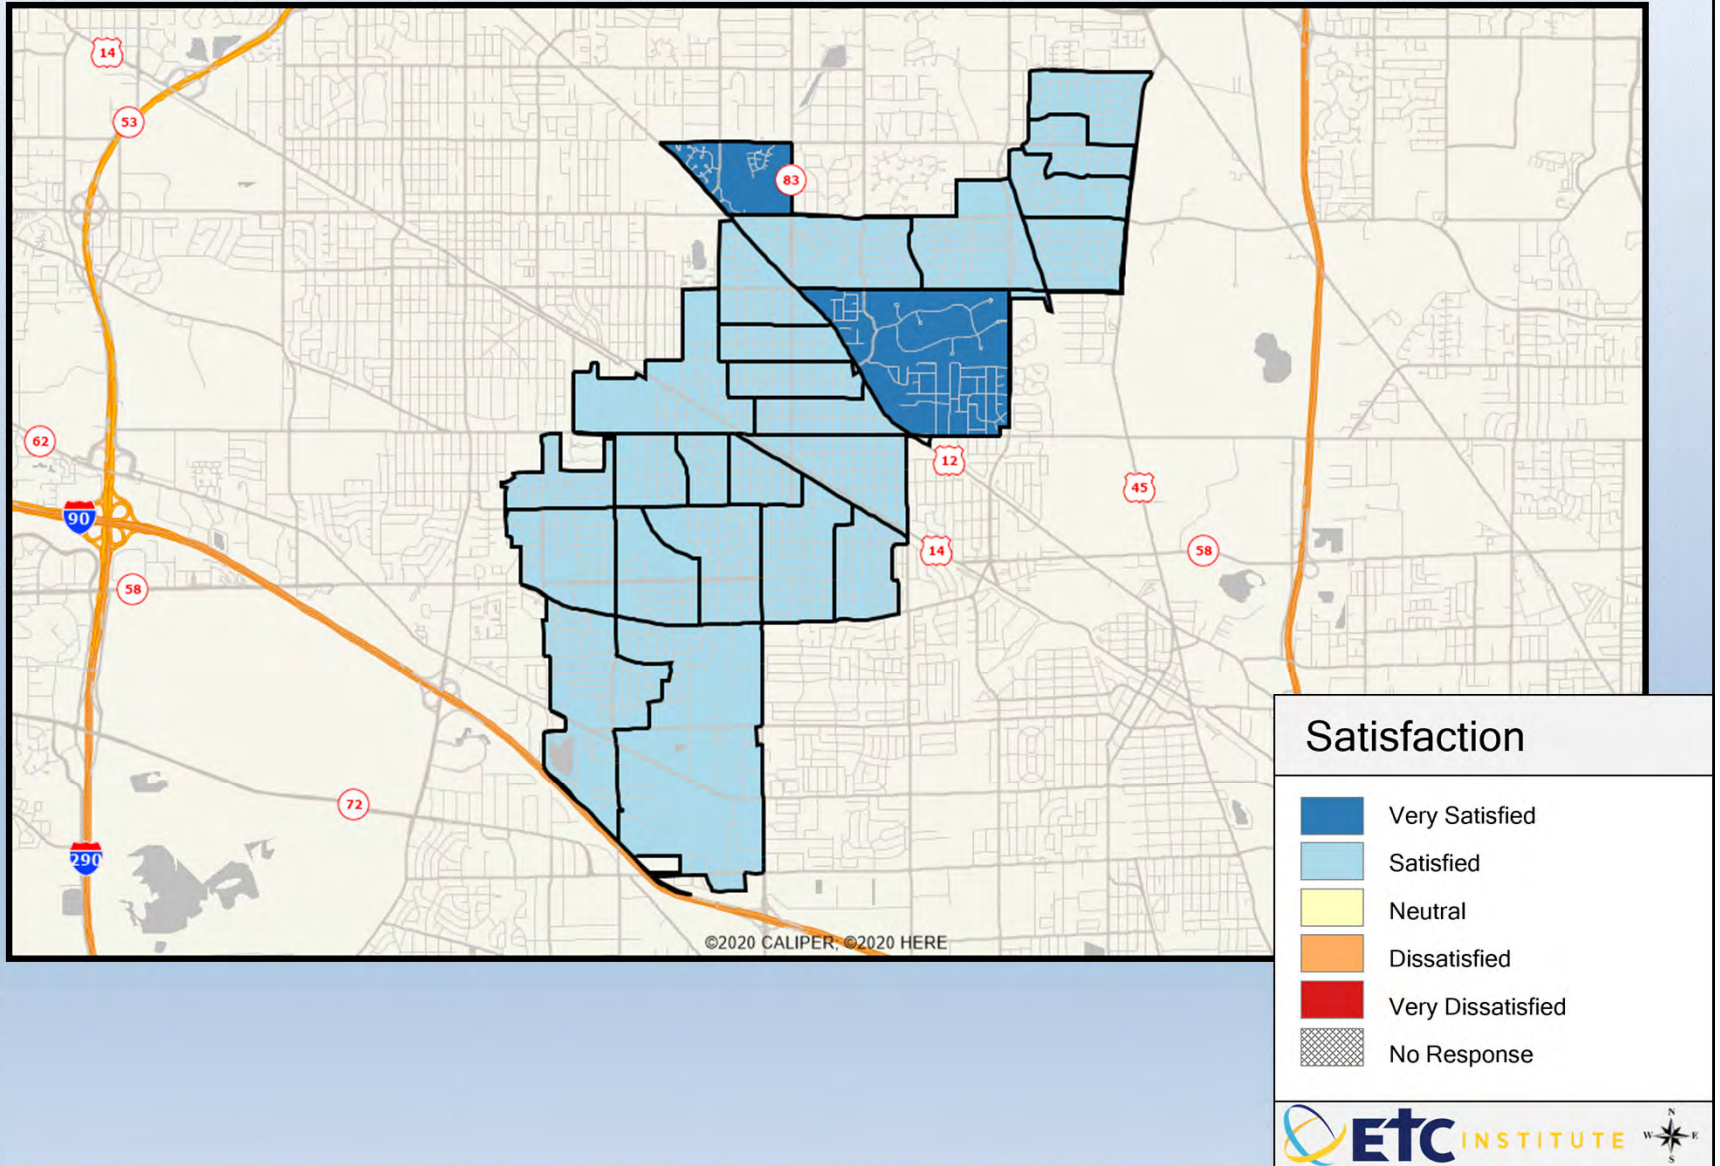 14
53
83
62
12
45
90
14
58
58
72
290
©2020 CALIPER; ©2020 HERE
Satisfaction
Very Satisfied
Satisfied
Neutral
Dissatisfied
Very Dissatisfied
No Response
ETC INSTITUTE
N
W E
S